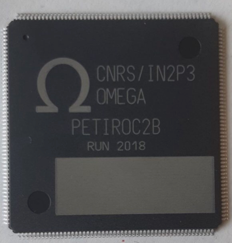 Ω CNRS/IN2P3
OMEGA
PETIROC2B
RUN 2018